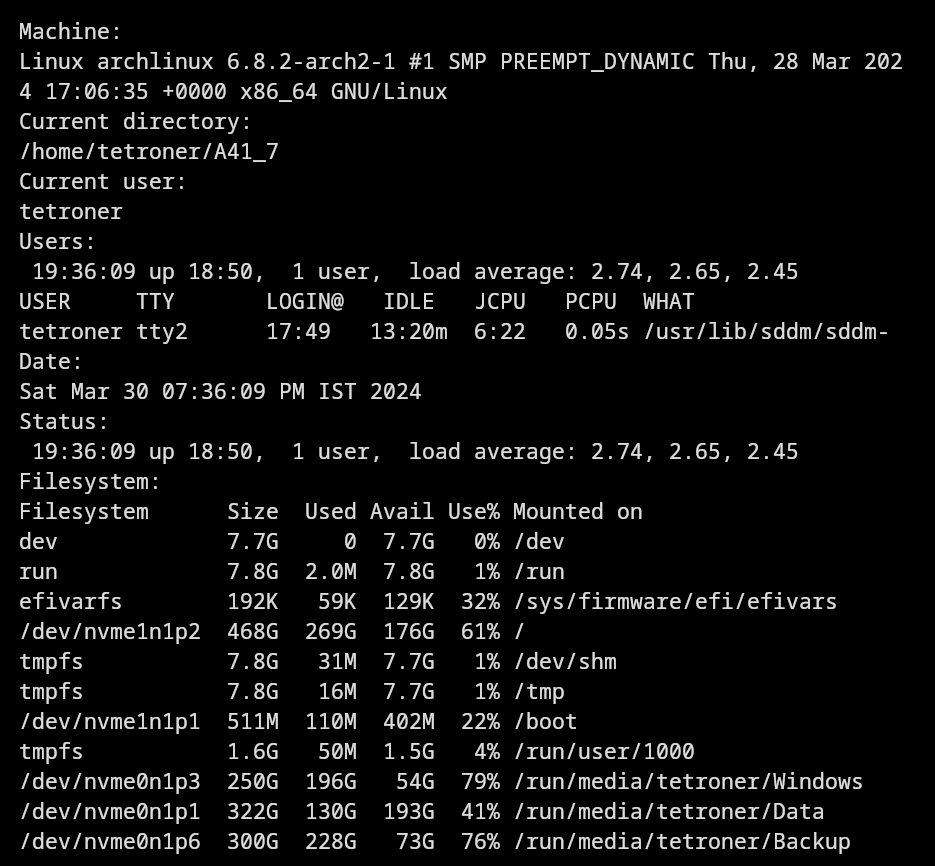 Machine:
Linux archlinux 6.8.2-arch2-1 #1 SMP PREEMPT_DYNAMIC Thu, 28 Mar 202
4 17:06:35 +0000 x86_64 GNU/Linux
Current directory:
/home/tetroner/A41_7
Current user:
tetroner
Users:
 19:36:09 up 18:50,  1 user,  load average: 2.74, 2.65, 2.45
USER     TTY       LOGIN@   IDLE   JCPU   PCPU  WHAT
tetroner tty2      17:49   13:20m  6:22   0.05s /usr/lib/sddm/sddm-
Date:
Sat Mar 30 07:36:09 PM IST 2024
Status:
 19:36:09 up 18:50,  1 user,  load average: 2.74, 2.65, 2.45
Filesystem:
Filesystem      Size  Used Avail Use% Mounted on
dev             7.7G     0  7.7G   0% /dev
run             7.8G  2.0M  7.8G   1% /run
efivarfs        192K   59K  129K  32% /sys/firmware/efi/efivars
/dev/nvme1n1p2  468G  269G  176G  61% /
tmpfs           7.8G   31M  7.7G   1% /dev/shm
tmpfs           7.8G   16M  7.7G   1% /tmp
/dev/nvme1n1p1  511M  110M  402M  22% /boot
tmpfs           1.6G   50M  1.5G   4% /run/user/1000
/dev/nvme0n1p3  250G  196G   54G  79% /run/media/tetroner/Windows
/dev/nvme0n1p1  322G  130G  193G  41% /run/media/tetroner/Data
/dev/nvme0n1p6  300G  228G   73G  76% /run/media/tetroner/Backup